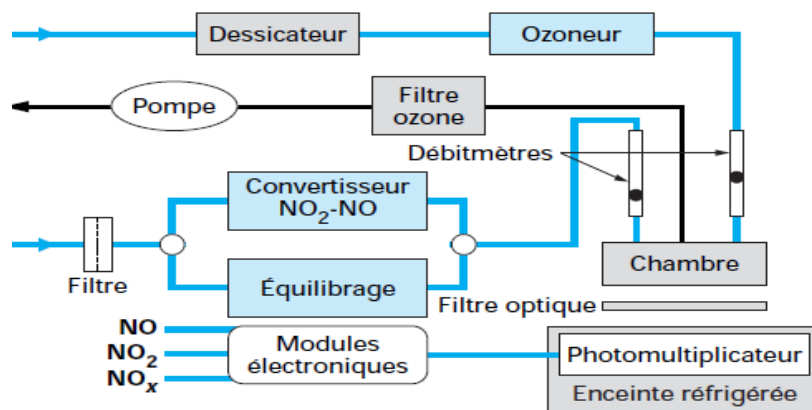 Dessicateur
Ozoneur
Pompe
Filtre
ozone
Débitmètres
Convertisseur
NO₂-NO
Filtre
Équilibrage
Chambre
Filtre optique
NO
NO₂
NOₓ
Modules
électroniques
Photomultiplicateur
Enceinte réfrigérée